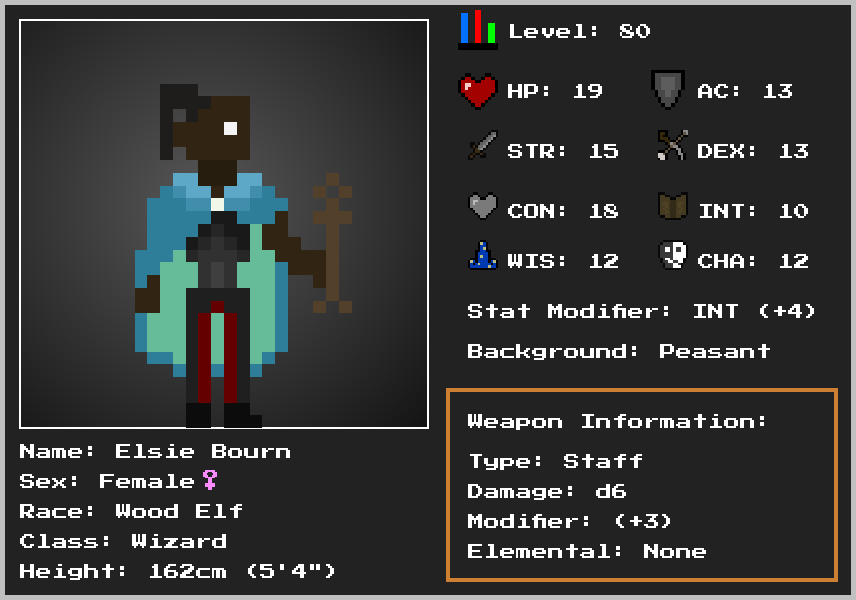 Level: 80
HP: 19
AC: 13
STR: 15
DEX: 13
CON: 18
INT: 10
WIS: 12
CHA: 12
Stat Modifier: INT (+4)
Background: Peasant
Weapon Information:
Type: Staff
Damage: d6
Modifier: (+3)
Elemental: None
Name: Elsie Bourn
Sex: Female♀
Race: Wood Elf
Class: Wizard
Height: 162cm (5'4")